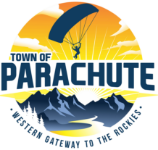 TOWN OF
PARACHUTE
• WESTERN GATEWAY TO THE ROCKIES •